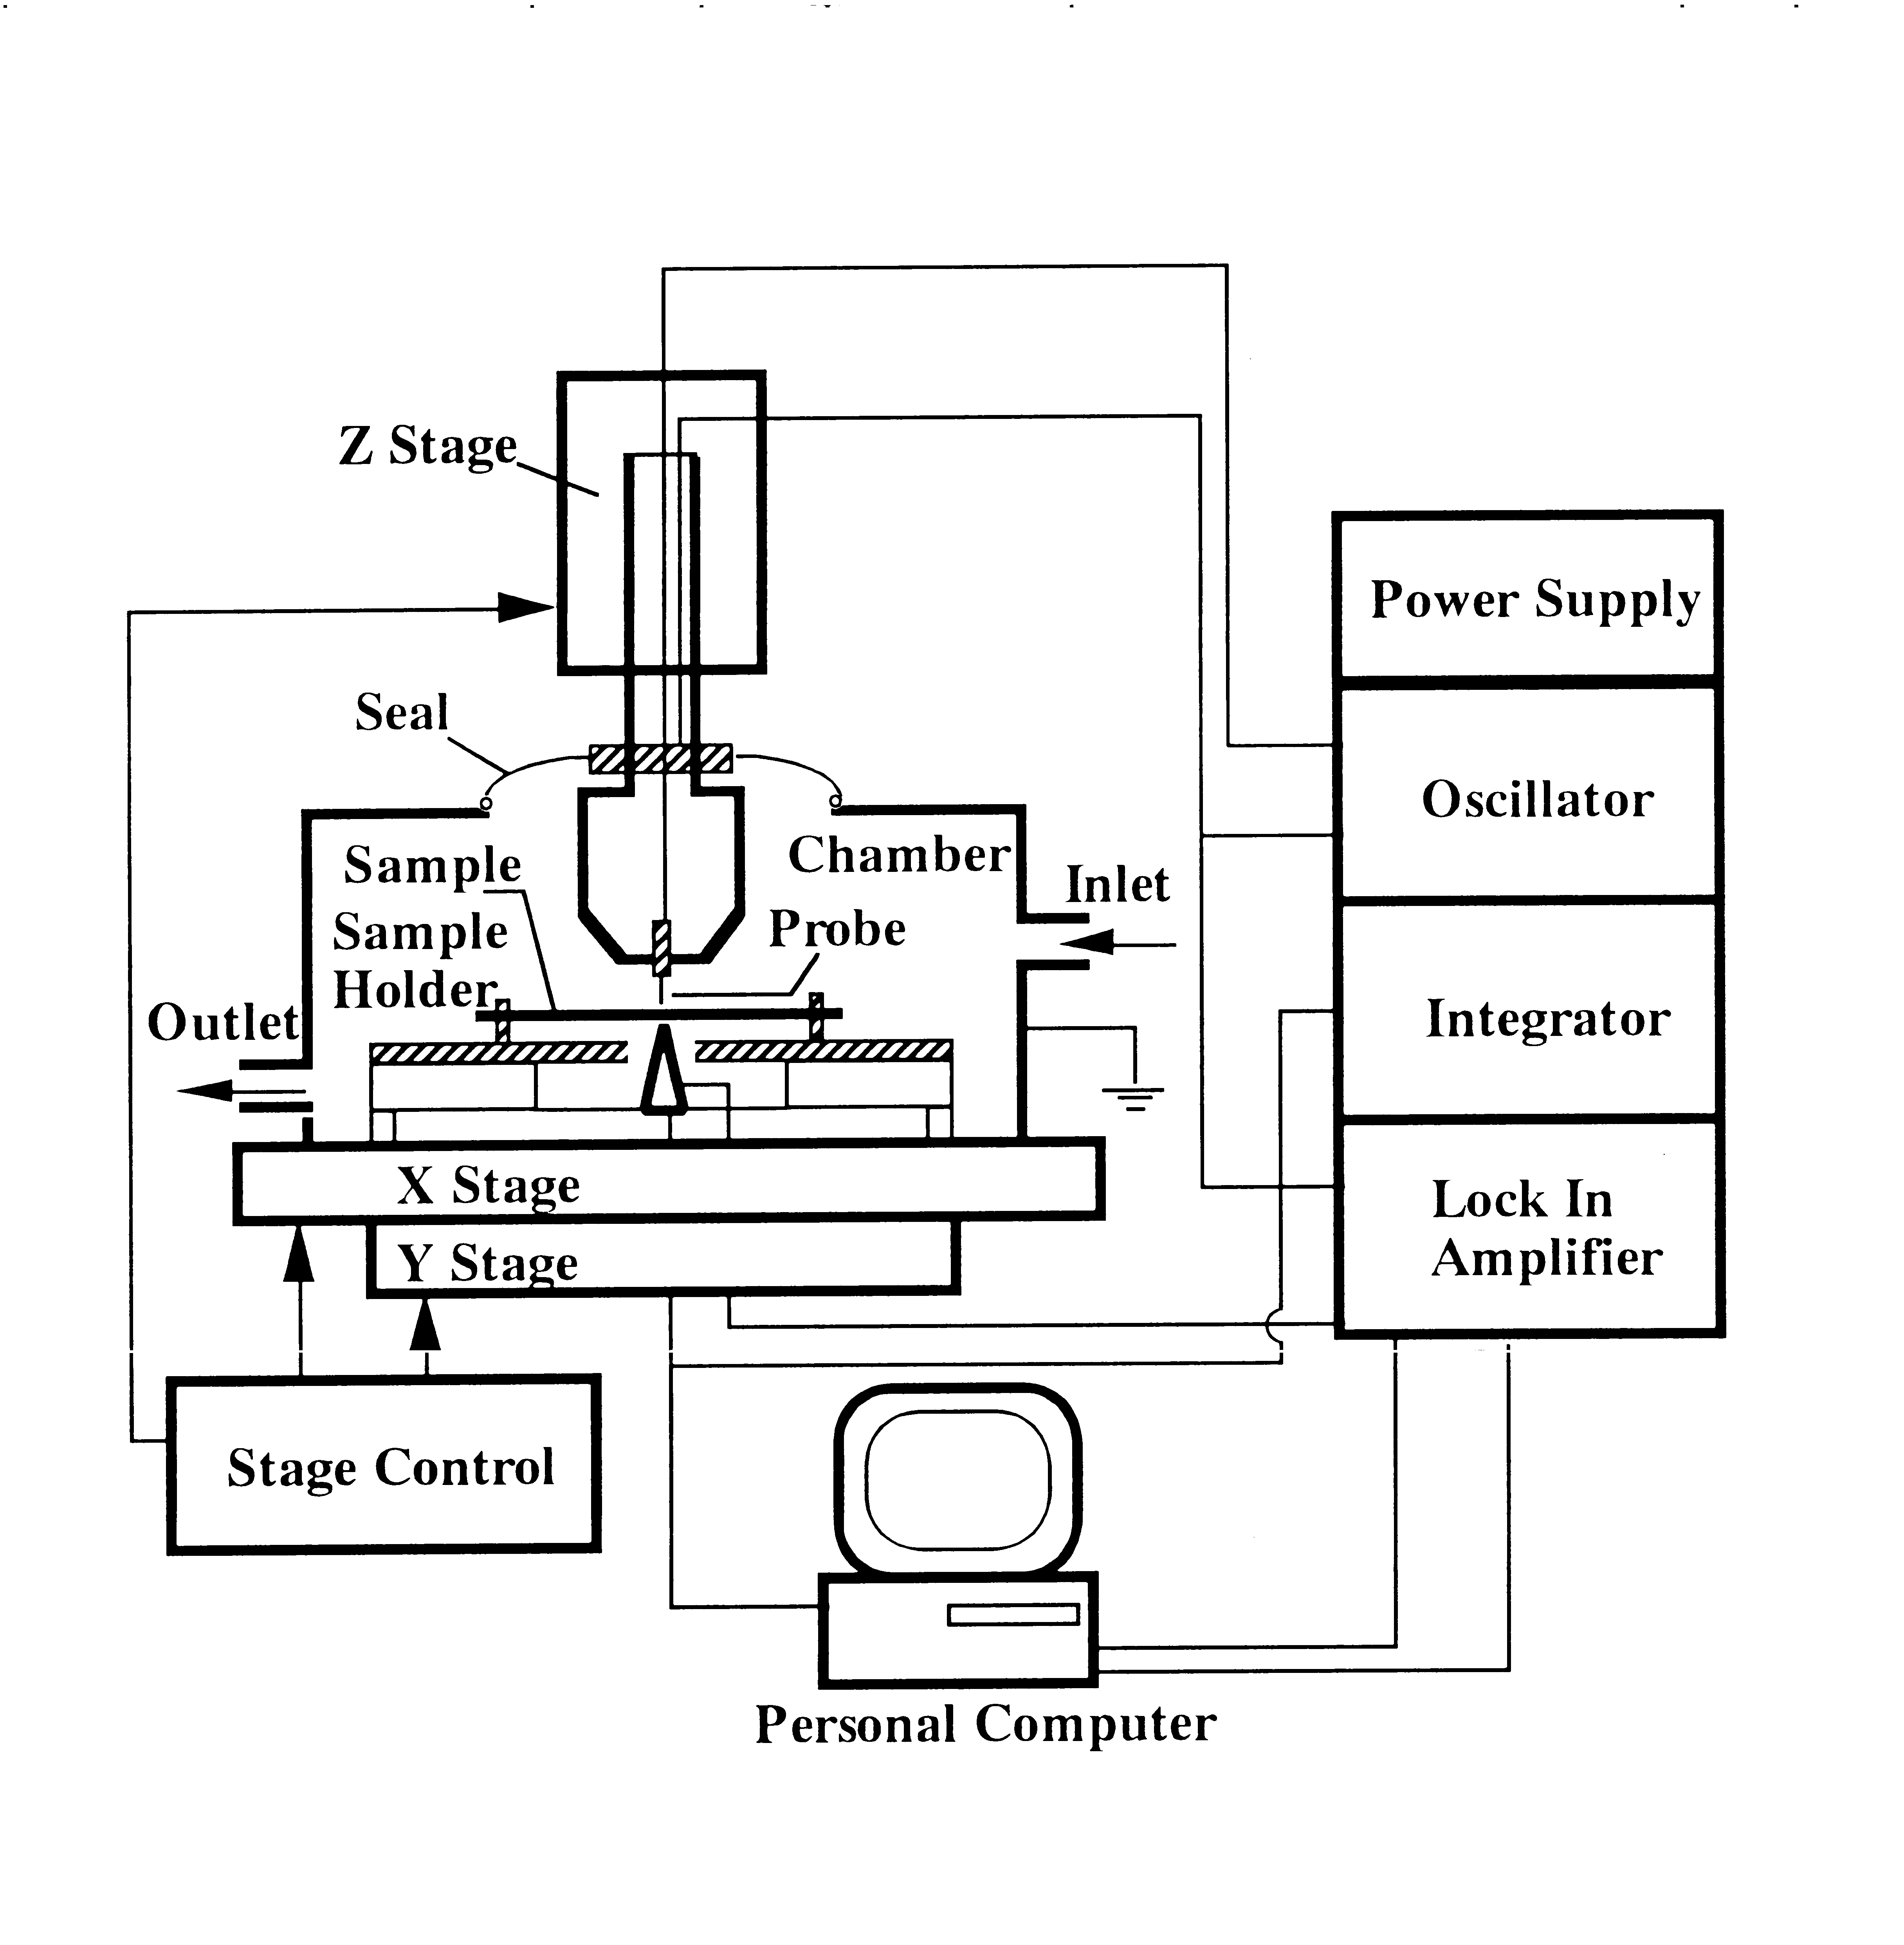 Z Stage
Power Supply
Seal
Oscillator
Sample
Chamber
Inlet
Sample
Holder
Probe
Outlet
Integrator
X Stage
Lock In
Amplifier
Y Stage
Stage Control
Personal Computer